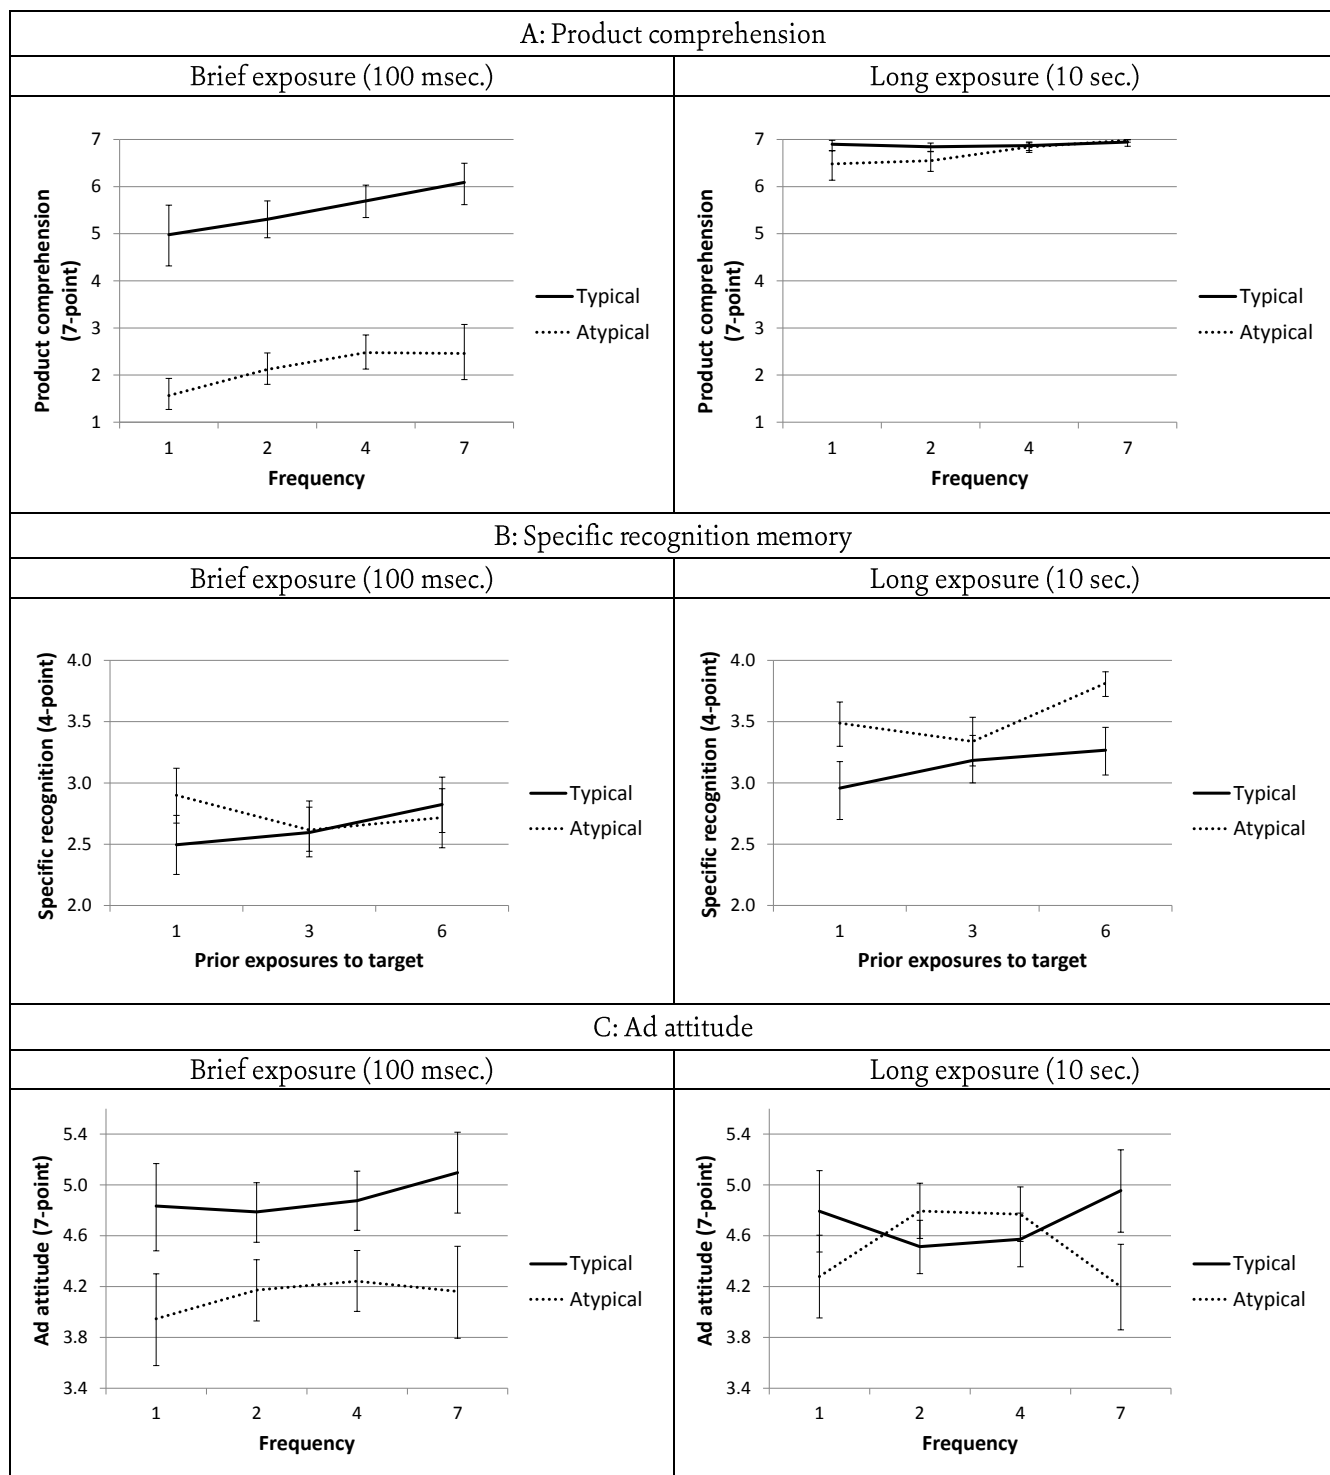 A: Product comprehension
Brief exposure (100 msec.)
Long exposure (10 sec.)
Product comprehension
(7-point)
7
6
5
4
3
2
1
1 2 4 7
Frequency
Typical
Atypical
Product comprehension
(7-point)
7
6
5
4
3
2
1
1 2 4 7
Frequency
Typical
Atypical
B: Specific recognition memory
Brief exposure (100 msec.)
Long exposure (10 sec.)
Specific recognition (4-point)
4.0
3.5
3.0
2.5
2.0
1 3 6
Prior exposures to target
Typical
Atypical
Specific recognition (4-point)
4.0
3.5
3.0
2.5
2.0
1 3 6
Prior exposures to target
Typical
Atypical
C: Ad attitude
Brief exposure (100 msec.)
Long exposure (10 sec.)
Ad attitude (7-point)
5.4
5.0
4.6
4.2
3.8
3.4
1 2 4 7
Frequency
Typical
Atypical
Ad attitude (7-point)
5.4
5.0
4.6
4.2
3.8
3.4
1 2 4 7
Frequency
Typical
Atypical